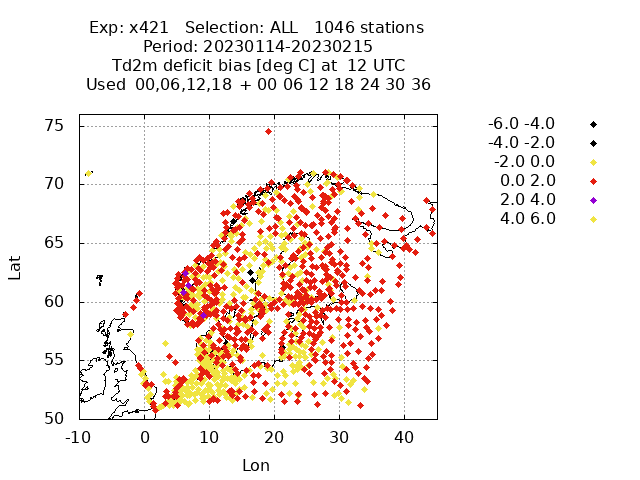 Exp: x421   Selection: ALL   1046 stations
Period: 20230114-20230215
Td2m deficit bias [deg C] at  12 UTC
Used  00,06,12,18 + 00 06 12 18 24 30 36
-6.0 -4.0
-4.0 -2.0
-2.0 0.0
0.0 2.0
2.0 4.0
4.0 6.0
75
70
65
60
55
50
Lat
-10 0 10 20 30 40
Lon